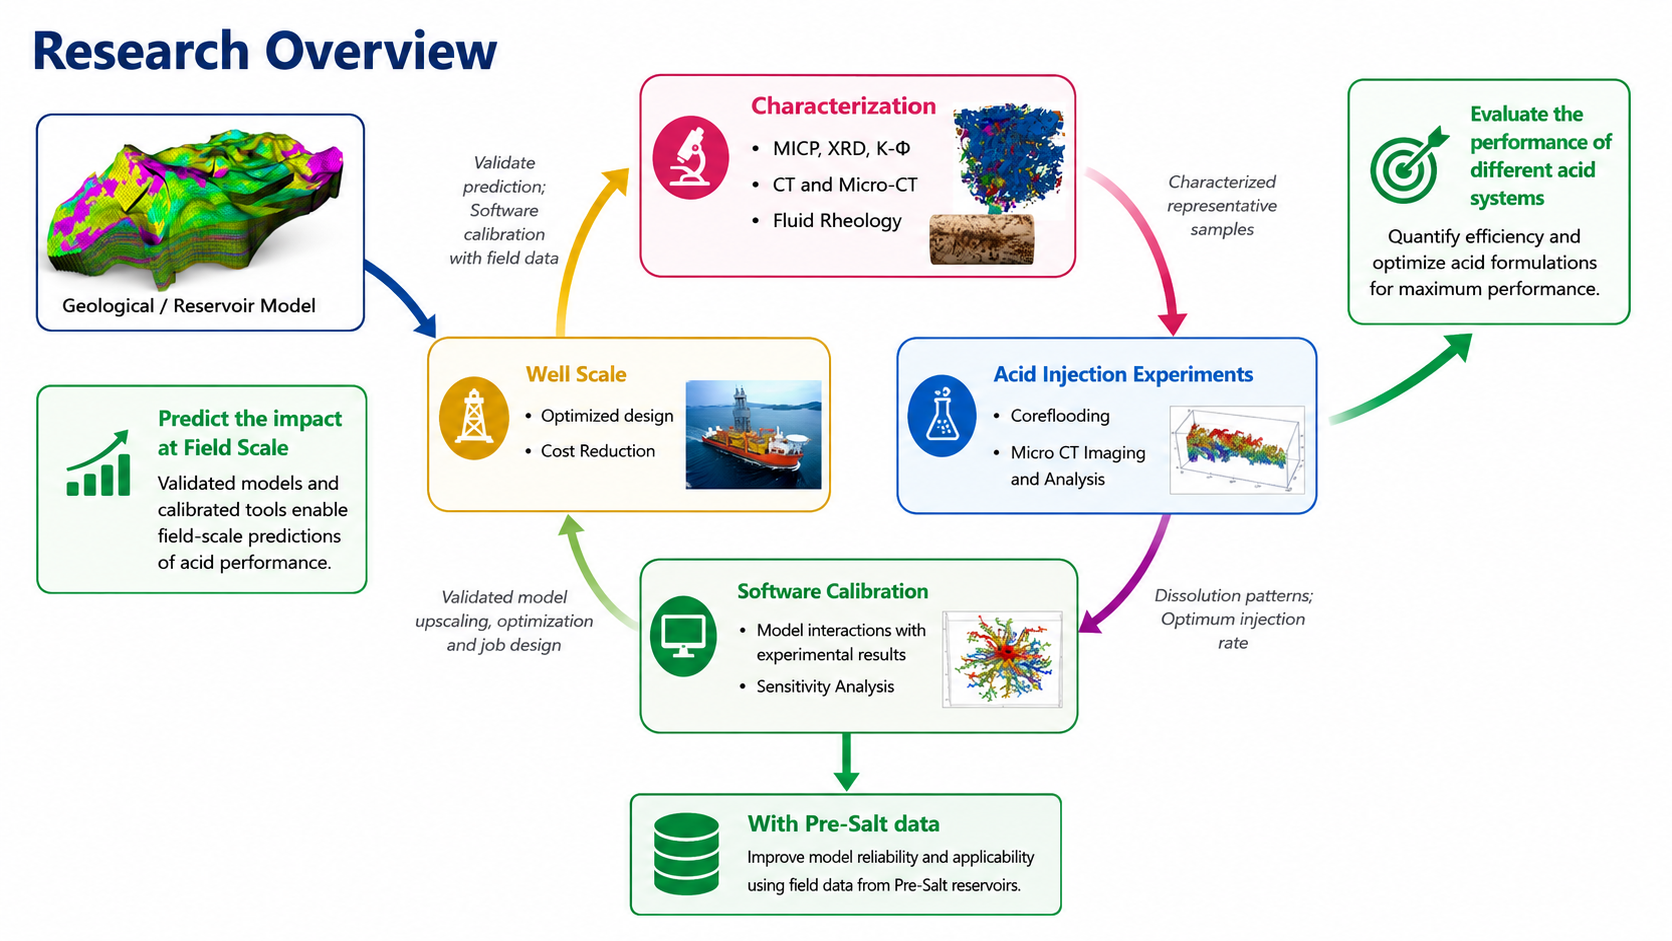 Research Overview
Geological / Reservoir Model
Predict the impact
at Field Scale
Validated models and
calibrated tools enable
field-scale predictions
of acid performance.
Validate
prediction;
Software
calibration
with field data
Characterization
• MICP, XRD, K-Φ
• CT and Micro-CT
• Fluid Rheology
Characterized
representative
samples
Evaluate the
performance of
different acid
systems
Quantify efficiency and
optimize acid formulations
for maximum performance.
Well Scale
• Optimized design
• Cost Reduction
Acid Injection Experiments
• Coreflooding
• Micro CT Imaging
and Analysis
Validated model
upscaling, optimization
and job design
Software Calibration
• Model interactions with
experimental results
• Sensitivity Analysis
Dissolution patterns;
Optimum injection
rate
With Pre-Salt data
Improve model reliability and applicability
using field data from Pre-Salt reservoirs.